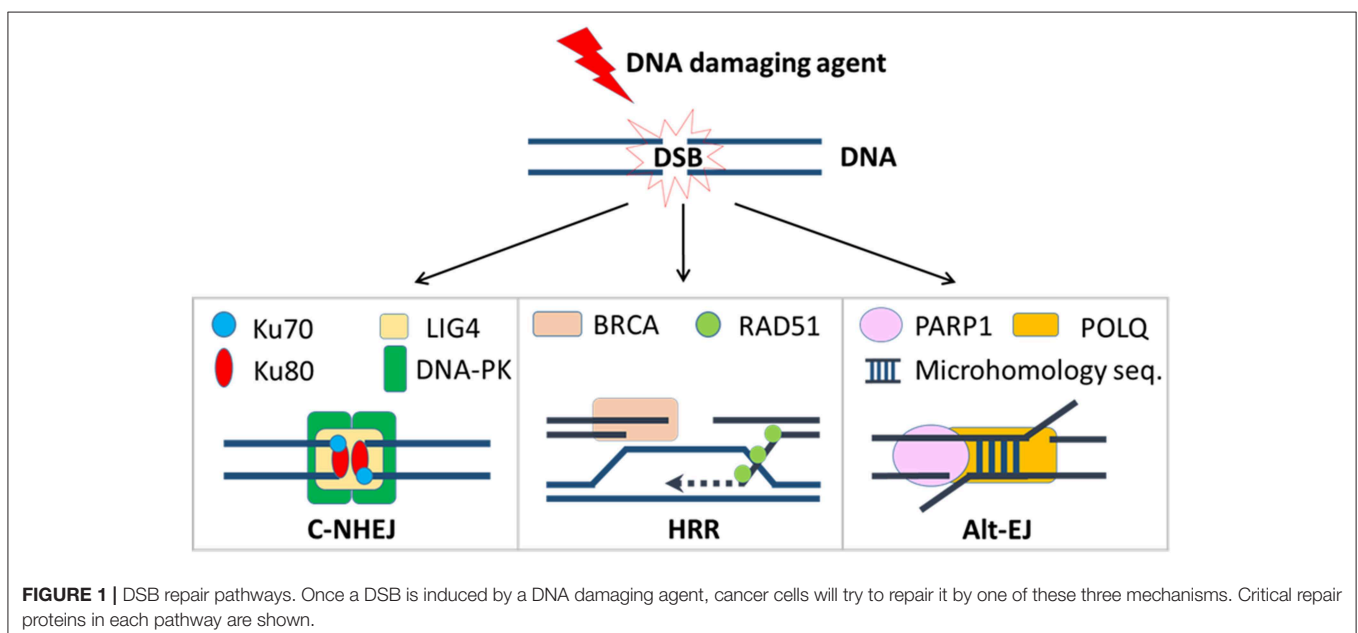 DNA damaging agent
DSB
DNA
Ku70
LIG4
Ku80
DNA-PK
C-NHEJ
BRCA
RAD51
HRR
PARP1
POLQ
Microhomology seq.
Alt-EJ
FIGURE 1 | DSB repair pathways. Once a DSB is induced by a DNA damaging agent, cancer cells will try to repair it by one of these three mechanisms. Critical repair
proteins in each pathway are shown.